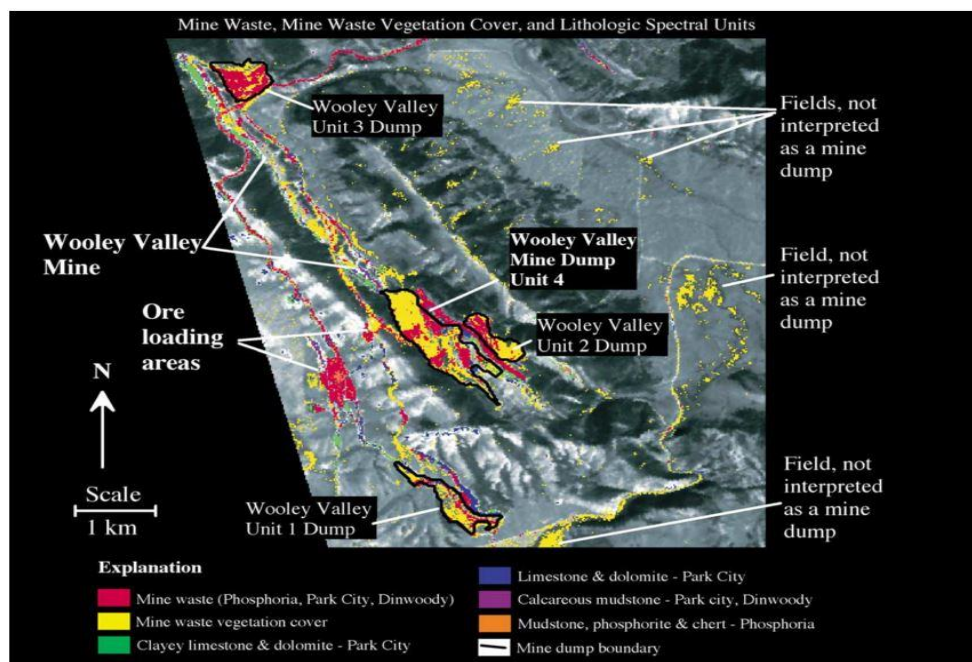 Mine Waste, Mine Waste Vegetation Cover, and Lithologic Spectral Units
Wooley Valley
Unit 3 Dump
Fields, not
interpreted
as a mine
dump
Wooley Valley
Mine
Wooley Valley
Mine Dump
Unit 4
Field, not
interpreted
as a mine
dump
Ore
loading
areas
Wooley Valley
Unit 2 Dump
N
Scale
1 km
Wooley Valley
Unit 1 Dump
Field, not
interpreted
as a mine
dump
Explanation
Mine waste (Phosphoria, Park City, Dinwoody)
Mine waste vegetation cover
Clayey limestone & dolomite - Park City
Limestone & dolomite - Park City
Calcareous mudstone - Park city, Dinwoody
Mudstone, phosphorite & chert - Phosphoria
Mine dump boundary